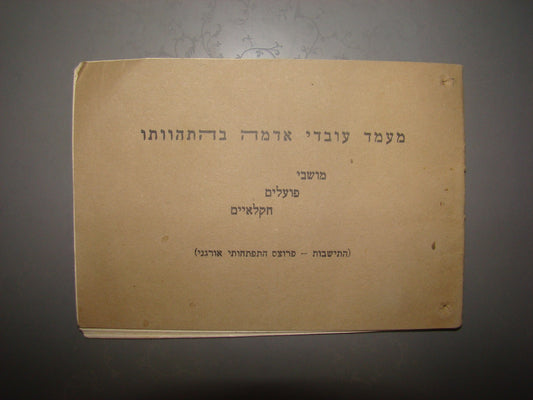 מעמד עובדי אדמה בהתהוותו
מושבי
פועלים
חקלאיים
(התישבות – פרוצס התפתחותי אורגני)